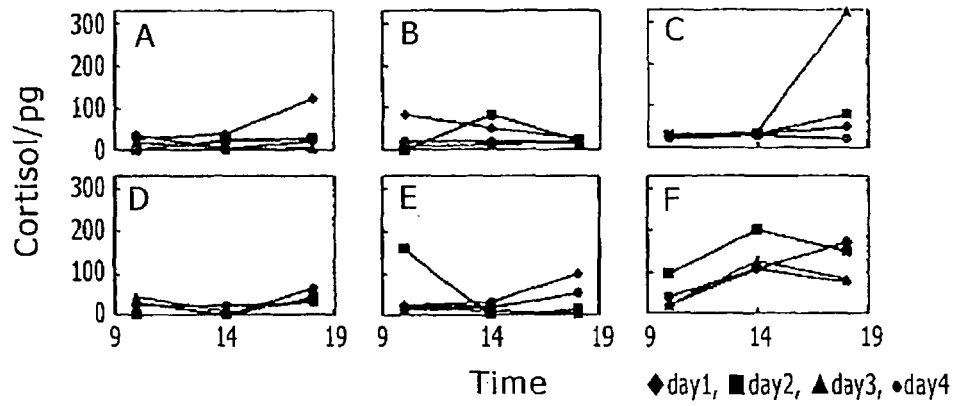 300
200
100
0
A
B
C
Cortisol/pg
300
200
100
0
D
E
F
9 14 19
9 14 19
9 14 19
Time
◆day1, ■day2, ▲day3, ●day4